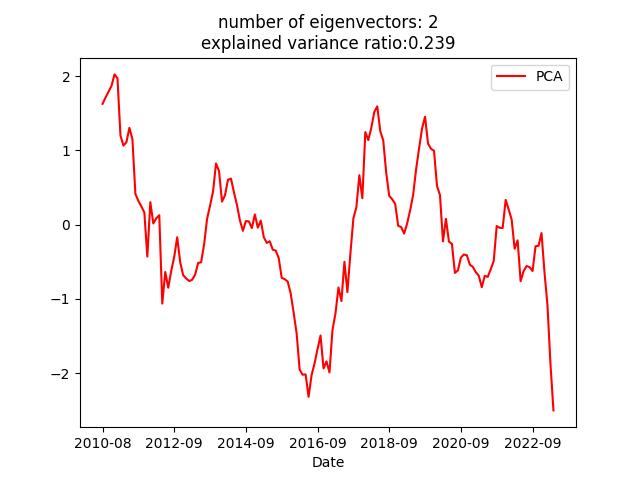 number of eigenvectors: 2
explained variance ratio:0.239
PCA
2
1
0
−1
−2
2010-08 2012-09 2014-09 2016-09 2018-09 2020-09 2022-09
Date